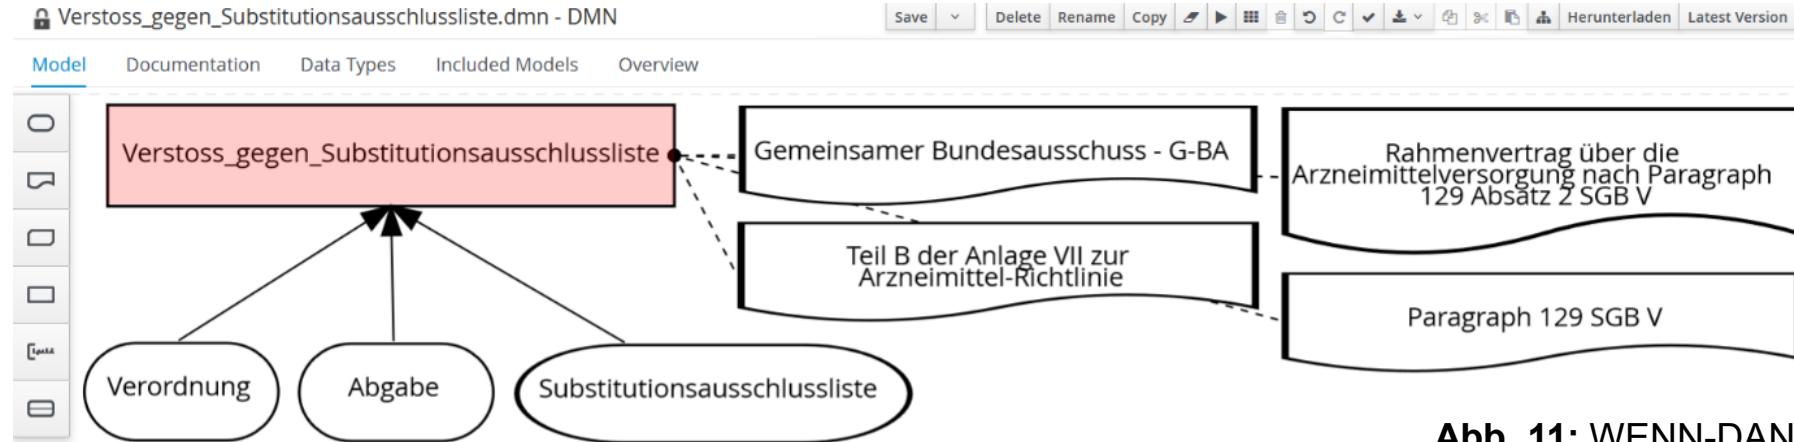 Verstoss_gegen_Substitutionsausschlussliste.dmn - DMN
Save Delete Rename Copy Herunterladen Latest Version
Model Documentation Data Types Included Models Overview
Verstoss_gegen_Substitutionsausschlussliste
Gemeinsamer Bundesausschuss - G-BA
Rahmenvertrag über die
Arzneimittelversorgung nach Paragraph
129 Absatz 2 SGB V
Teil B der Anlage VII zur
Arzneimittel-Richtlinie
Paragraph 129 SGB V
Verordnung
Abgabe
Substitutionsausschlussliste
Abb. 11: WENN-DAN